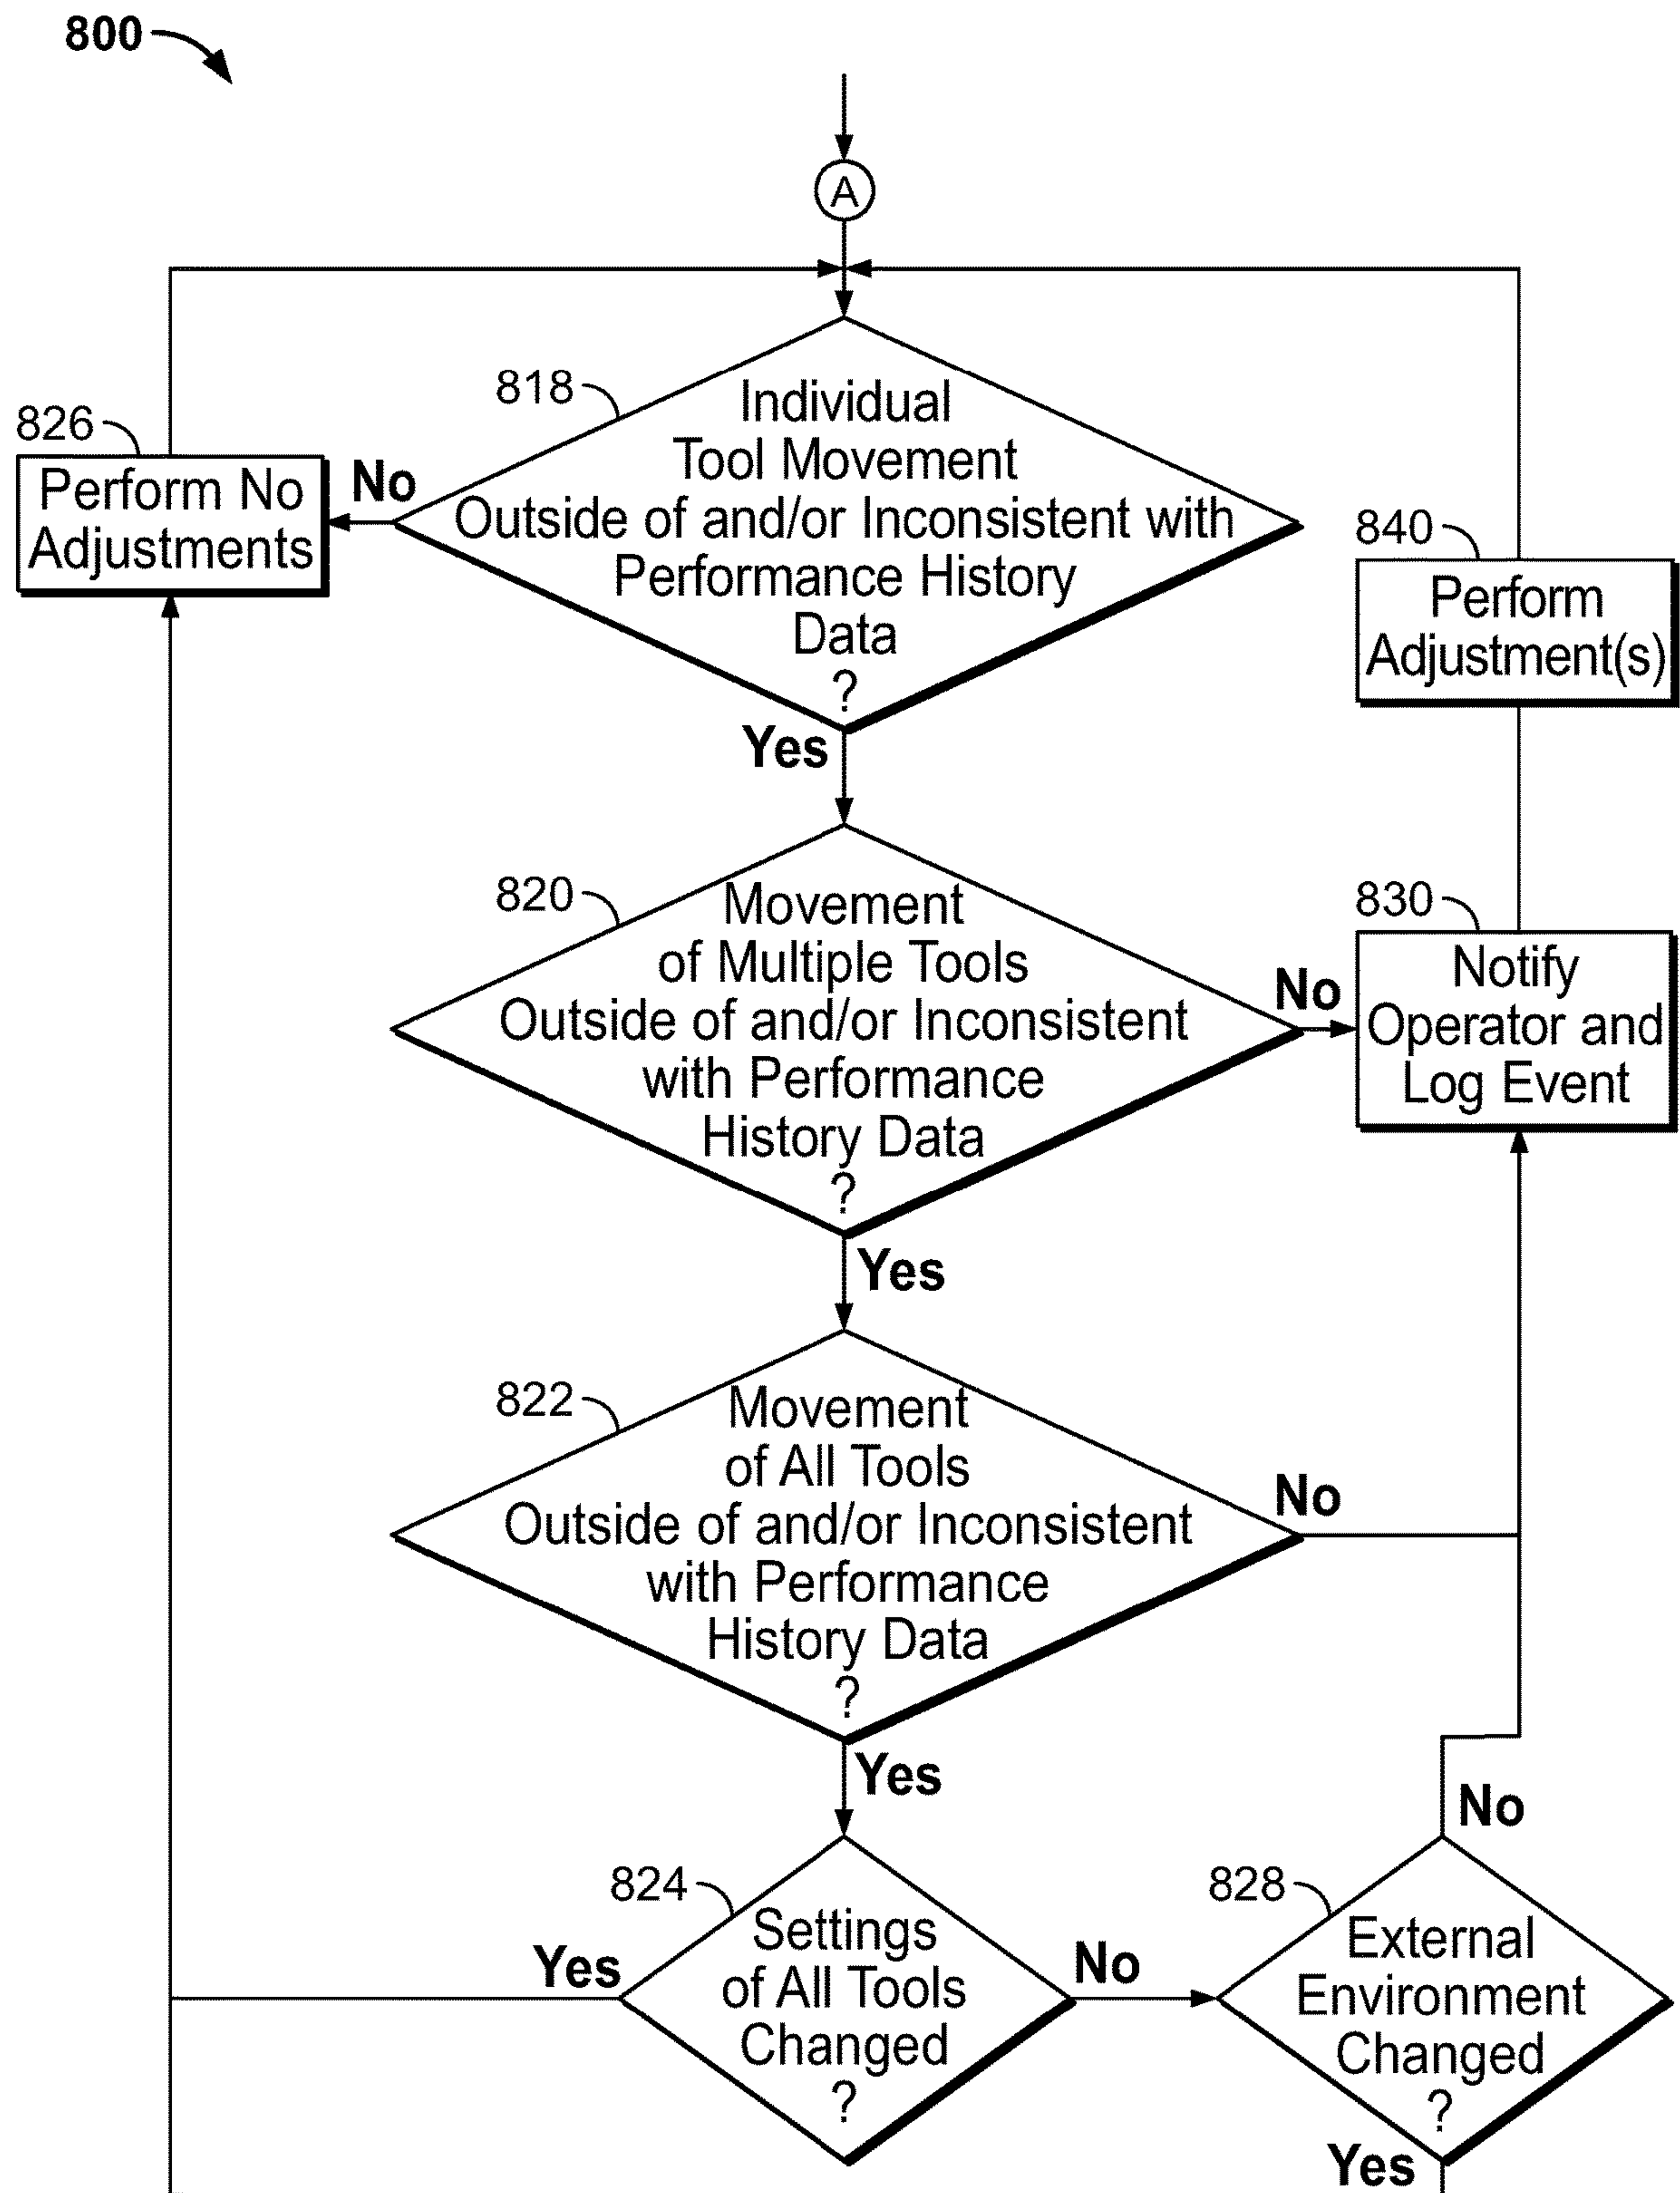 800
A
818
Individual
Tool Movement
Outside of and/or Inconsistent with
Performance History
Data
?
826
No
Perform No
Adjustments
840
Perform
Adjustment(s)
Yes
820
Movement
of Multiple Tools
Outside of and/or Inconsistent
with Performance
History Data
?
No
830
Notify
Operator and
Log Event
Yes
822
Movement
of All Tools
Outside of and/or Inconsistent
with Performance
History Data
?
No
Yes
824
Settings
of All Tools
Changed
?
Yes
No
828
External
Environment
Changed
?
No
Yes